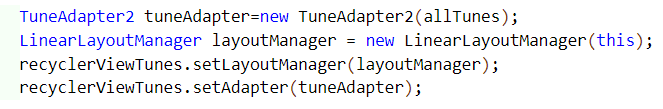 TuneAdapter2 tuneAdapter=new TuneAdapter2(allTunes);
LinearLayoutManager layoutManager = new LinearLayoutManager(this);
recyclerViewTunes.setLayoutManager(layoutManager);
recyclerViewTunes.setAdapter(tuneAdapter);